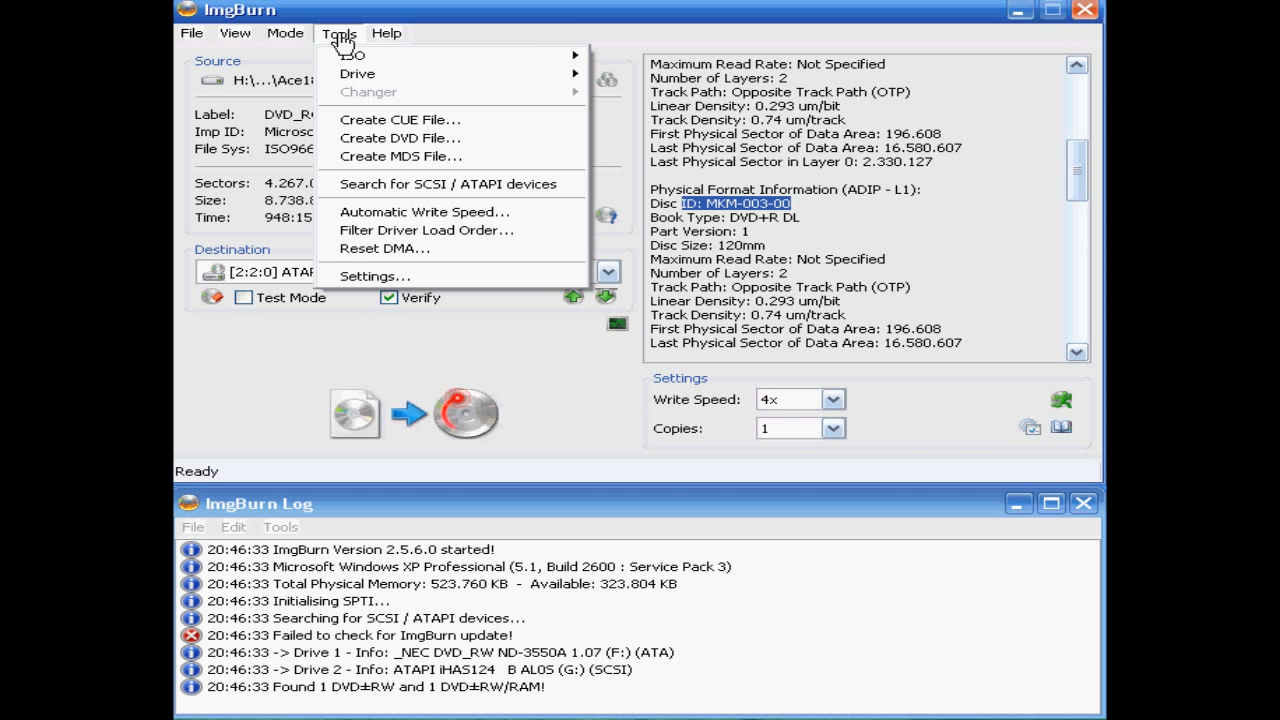 ImgBurn
File View Mode Tools Help
Source
H:\...\Ace1
Label: DVD_R
Imp ID: Microsc
File Sys: ISO966
Sectors: 4.267.0
Size: 8.738.8
Time: 948:15
Destination
[2:2:0] ATAP
Test Mode
Verify
ISO
Drive
Changer
Create CUE File...
Create DVD File...
Create MDS File...
Search for SCSI / ATAPI devices
Automatic Write Speed...
Filter Driver Load Order...
Reset DMA...
Settings...
Maximum Read Rate: Not Specified
Number of Layers: 2
Track Path: Opposite Track Path (OTP)
Linear Density: 0.293 um/bit
Track Density: 0.74 um/track
First Physical Sector of Data Area: 196.608
Last Physical Sector of Data Area: 16.580.607
Last Physical Sector in Layer 0: 2.330.127
Physical Format Information (ADIP - L1):
Disc ID: MKM-003-00
Book Type: DVD+R DL
Part Version: 1
Disc Size: 120mm
Maximum Read Rate: Not Specified
Number of Layers: 2
Track Path: Opposite Track Path (OTP)
Linear Density: 0.293 um/bit
Track Density: 0.74 um/track
First Physical Sector of Data Area: 196.608
Last Physical Sector of Data Area: 16.580.607
Settings
Write Speed: 4x
Copies: 1
Ready
ImgBurn Log
File Edit Tools
20:46:33 ImgBurn Version 2.5.6.0 started!
20:46:33 Microsoft Windows XP Professional (5.1, Build 2600 : Service Pack 3)
20:46:33 Total Physical Memory: 523.760 KB - Available: 323.804 KB
20:46:33 Initialising SPTI...
20:46:33 Searching for SCSI / ATAPI devices...
20:46:33 Failed to check for ImgBurn update!
20:46:33 -> Drive 1 - Info: _NEC DVD_RW ND-3550A 1.07 (F:) (ATA)
20:46:33 -> Drive 2 - Info: ATAPI iHAS124 B AL0S (G:) (SCSI)
20:46:33 Found 1 DVD±RW and 1 DVD±RW/RAM!